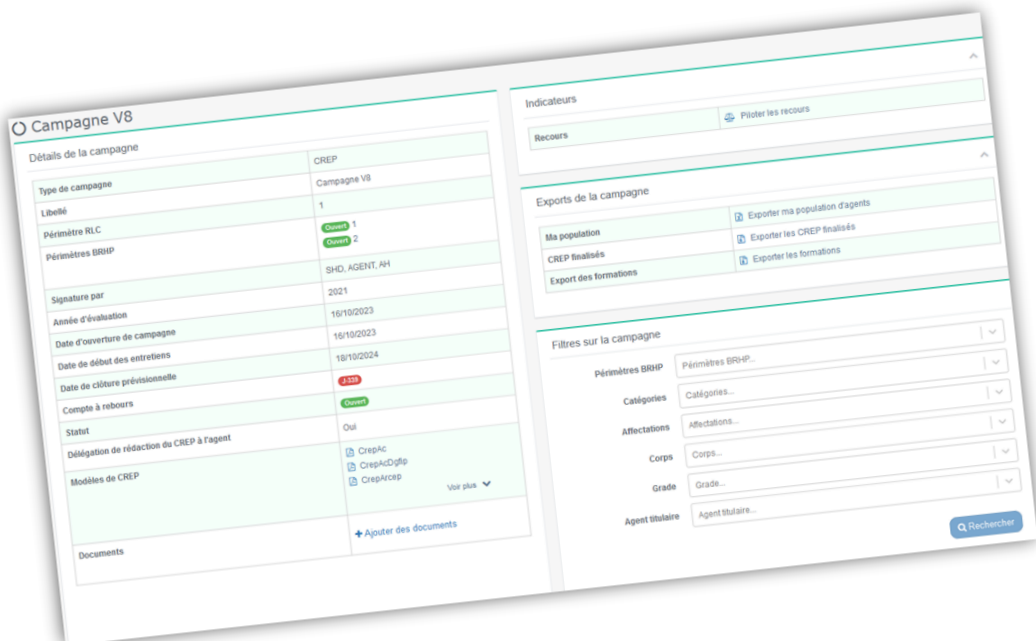 Campagne V8
Détails de la campagne
Type de campagne CREP
Libellé Campagne V8
Périmètre RLC 1
Périmètres BRHP Ouvert 1
Ouvert 2
Signature par SHD, AGENT, AH
Année d'évaluation 2021
Date d'ouverture de campagne 16/10/2023
Date de début des entretiens 16/10/2023
Date de clôture prévisionnelle 18/10/2024
Compte à rebours J-339
Statut Ouvert
Délégation de rédaction du CREP à l'agent Oui
Modèles de CREP CrepAc
CrepAcDgfip
CrepArcep
Voir plus
Documents Ajouter des documents
Indicateurs
Recours Piloter les recours
Exports de la campagne
Ma population Exporter ma population d'agents
CREP finalisés Exporter les CREP finalisés
Export des formations Exporter les formations
Filtres sur la campagne
Périmètres BRHP Périmètres BRHP...
Catégories Catégories...
Affectations Affectations...
Corps Corps...
Grade Grade...
Agent titulaire Agent titulaire...
Rechercher